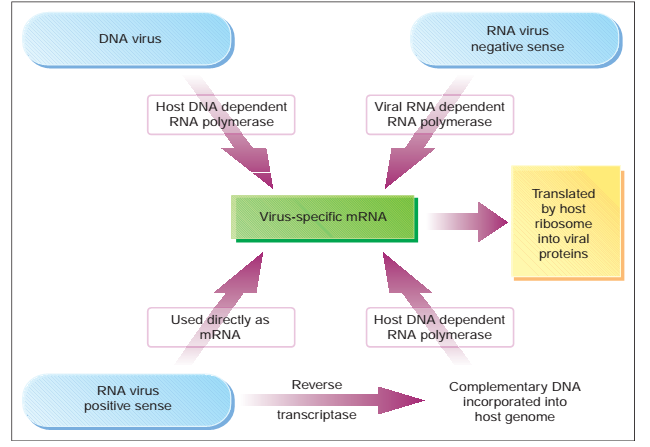 DNA virus
RNA virus
negative sense
Host DNA dependent
RNA polymerase
Viral RNA dependent
RNA polymerase
Virus-specific mRNA
Translated
by host
ribosome
into viral
proteins
Used directly as
mRNA
Host DNA dependent
RNA polymerase
RNA virus
positive sense
Reverse
transcriptase
Complementary DNA
incorporated into
host genome